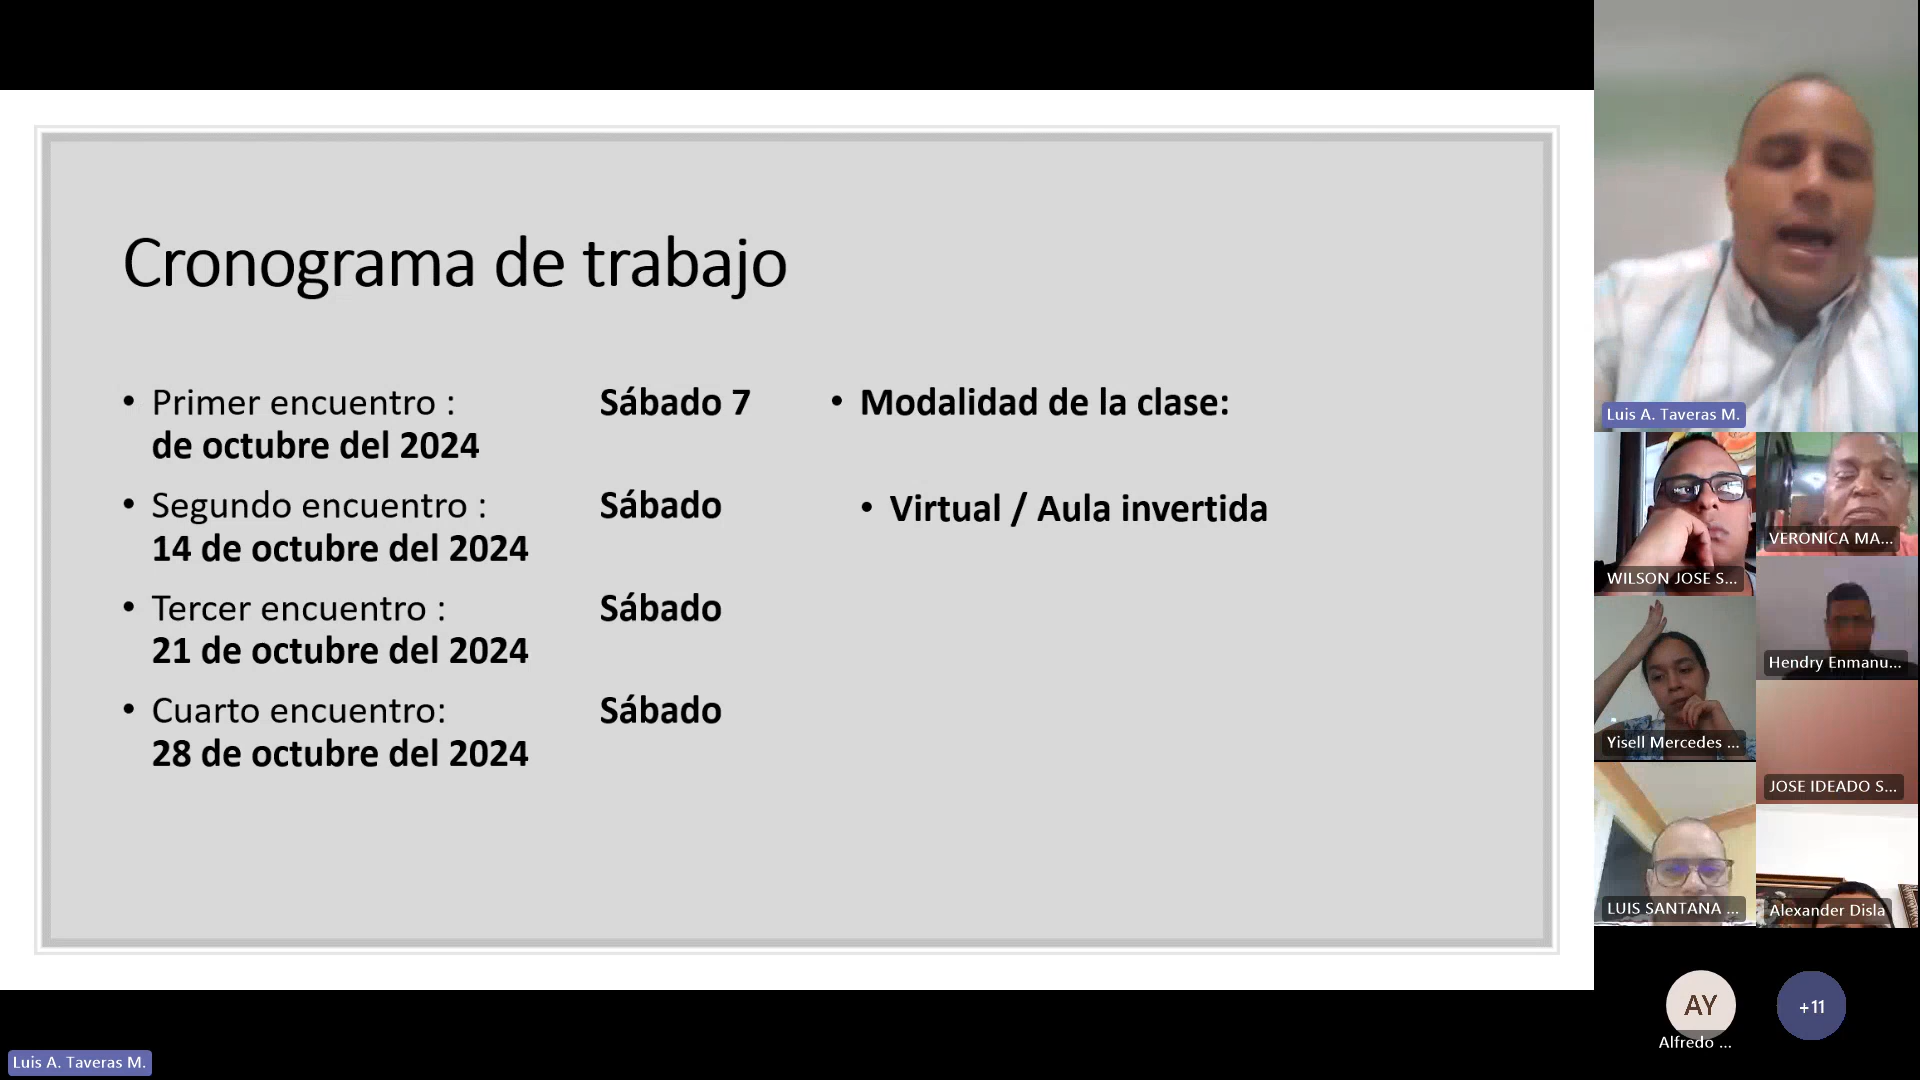 Cronograma de trabajo
• Primer encuentro : Sábado 7
de octubre del 2024
• Segundo encuentro : Sábado
14 de octubre del 2024
• Tercer encuentro : Sábado
21 de octubre del 2024
• Cuarto encuentro: Sábado
28 de octubre del 2024
• Modalidad de la clase:
• Virtual / Aula invertida
Luis A. Taveras M.
WILSON JOSE S...
VERONICA MA...
Yisell Mercedes ...
Hendry Enmanu...
JOSE IDEADO S...
LUIS SANTANA ...
Alexander Disla
AY
Alfredo ...
+11
Luis A. Taveras M.